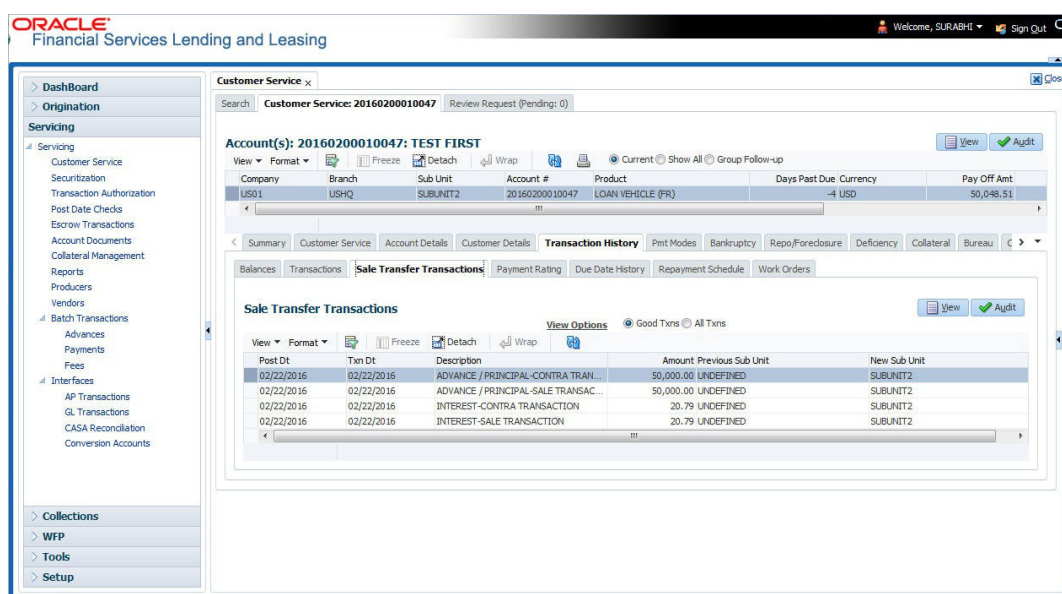 ORACLE
Financial Services Lending and Leasing
Welcome, SURABHI
Sign Out
DashBoard
Origination
Servicing
Servicing
Customer Service
Securitization
Transaction Authorization
Post Date Checks
Escrow Transactions
Account Documents
Collateral Management
Reports
Producers
Vendors
Batch Transactions
Advances
Payments
Fees
Interfaces
AP Transactions
GL Transactions
CASA Reconciliation
Conversion Accounts
Collections
WFP
Tools
Setup
Customer Service
Clos
Search Customer Service: 20160200010047 Review Request (Pending: 0)
Account(s): 20160200010047: TEST FIRST
View Audit
View Format Freeze Detach Wrap Current Show All Group Follow-up
Company Branch Sub Unit Account # Product Days Past Due Currency Pay Off Amt
US01 USHQ SUBUNIT2 20160200010047 LOAN VEHICLE (FR) -4 USD 50,048.51
Summary Customer Service Account Details Customer Details Transaction History Pmt Modes Bankruptcy Repo/Foreclosure Deficiency Collateral Bureau C
Balances Transactions Sale Transfer Transactions Payment Rating Due Date History Repayment Schedule Work Orders
Sale Transfer Transactions
View Audit
View Options Good Txns All Txns
View Format Freeze Detach Wrap
Post Dt Txn Dt Description Amount Previous Sub Unit New Sub Unit
02/22/2016 02/22/2016 ADVANCE / PRINCIPAL-CONTRA TRAN... 50,000.00 UNDEFINED SUBUNIT2
02/22/2016 02/22/2016 ADVANCE / PRINCIPAL-SALE TRANSAC... 50,000.00 UNDEFINED SUBUNIT2
02/22/2016 02/22/2016 INTEREST-CONTRA TRANSACTION 20.79 UNDEFINED SUBUNIT2
02/22/2016 02/22/2016 INTEREST-SALE TRANSACTION 20.79 UNDEFINED SUBUNIT2